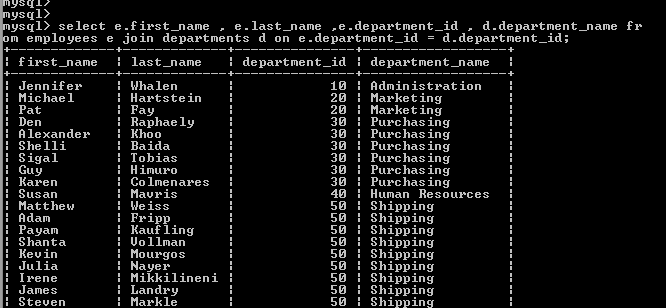 mysql>
mysql> select e.first_name , e.last_name ,e.department_id , d.department_name fr
om employees e join departments d on e.department_id = d.department_id;
+-------------+-------------+---------------+------------------+
| first_name | last_name | department_id | department_name |
+-------------+-------------+---------------+------------------+
| Jennifer | Whalen | 10 | Administration |
| Michael | Hartstein | 20 | Marketing |
| Pat | Fay | 20 | Marketing |
| Den | Raphaely | 30 | Purchasing |
| Alexander | Khoo | 30 | Purchasing |
| Shelli | Baida | 30 | Purchasing |
| Sigal | Tobias | 30 | Purchasing |
| Guy | Himuro | 30 | Purchasing |
| Karen | Colmenares | 30 | Purchasing |
| Susan | Mavris | 40 | Human Resources |
| Matthew | Weiss | 50 | Shipping |
| Adam | Fripp | 50 | Shipping |
| Payam | Kaufling | 50 | Shipping |
| Shanta | Vollman | 50 | Shipping |
| Kevin | Mourgos | 50 | Shipping |
| Julia | Nayer | 50 | Shipping |
| Irene | Mikkilineni | 50 | Shipping |
| James | Landry | 50 | Shipping |
| Steven | Markle | 50 | Shipping |